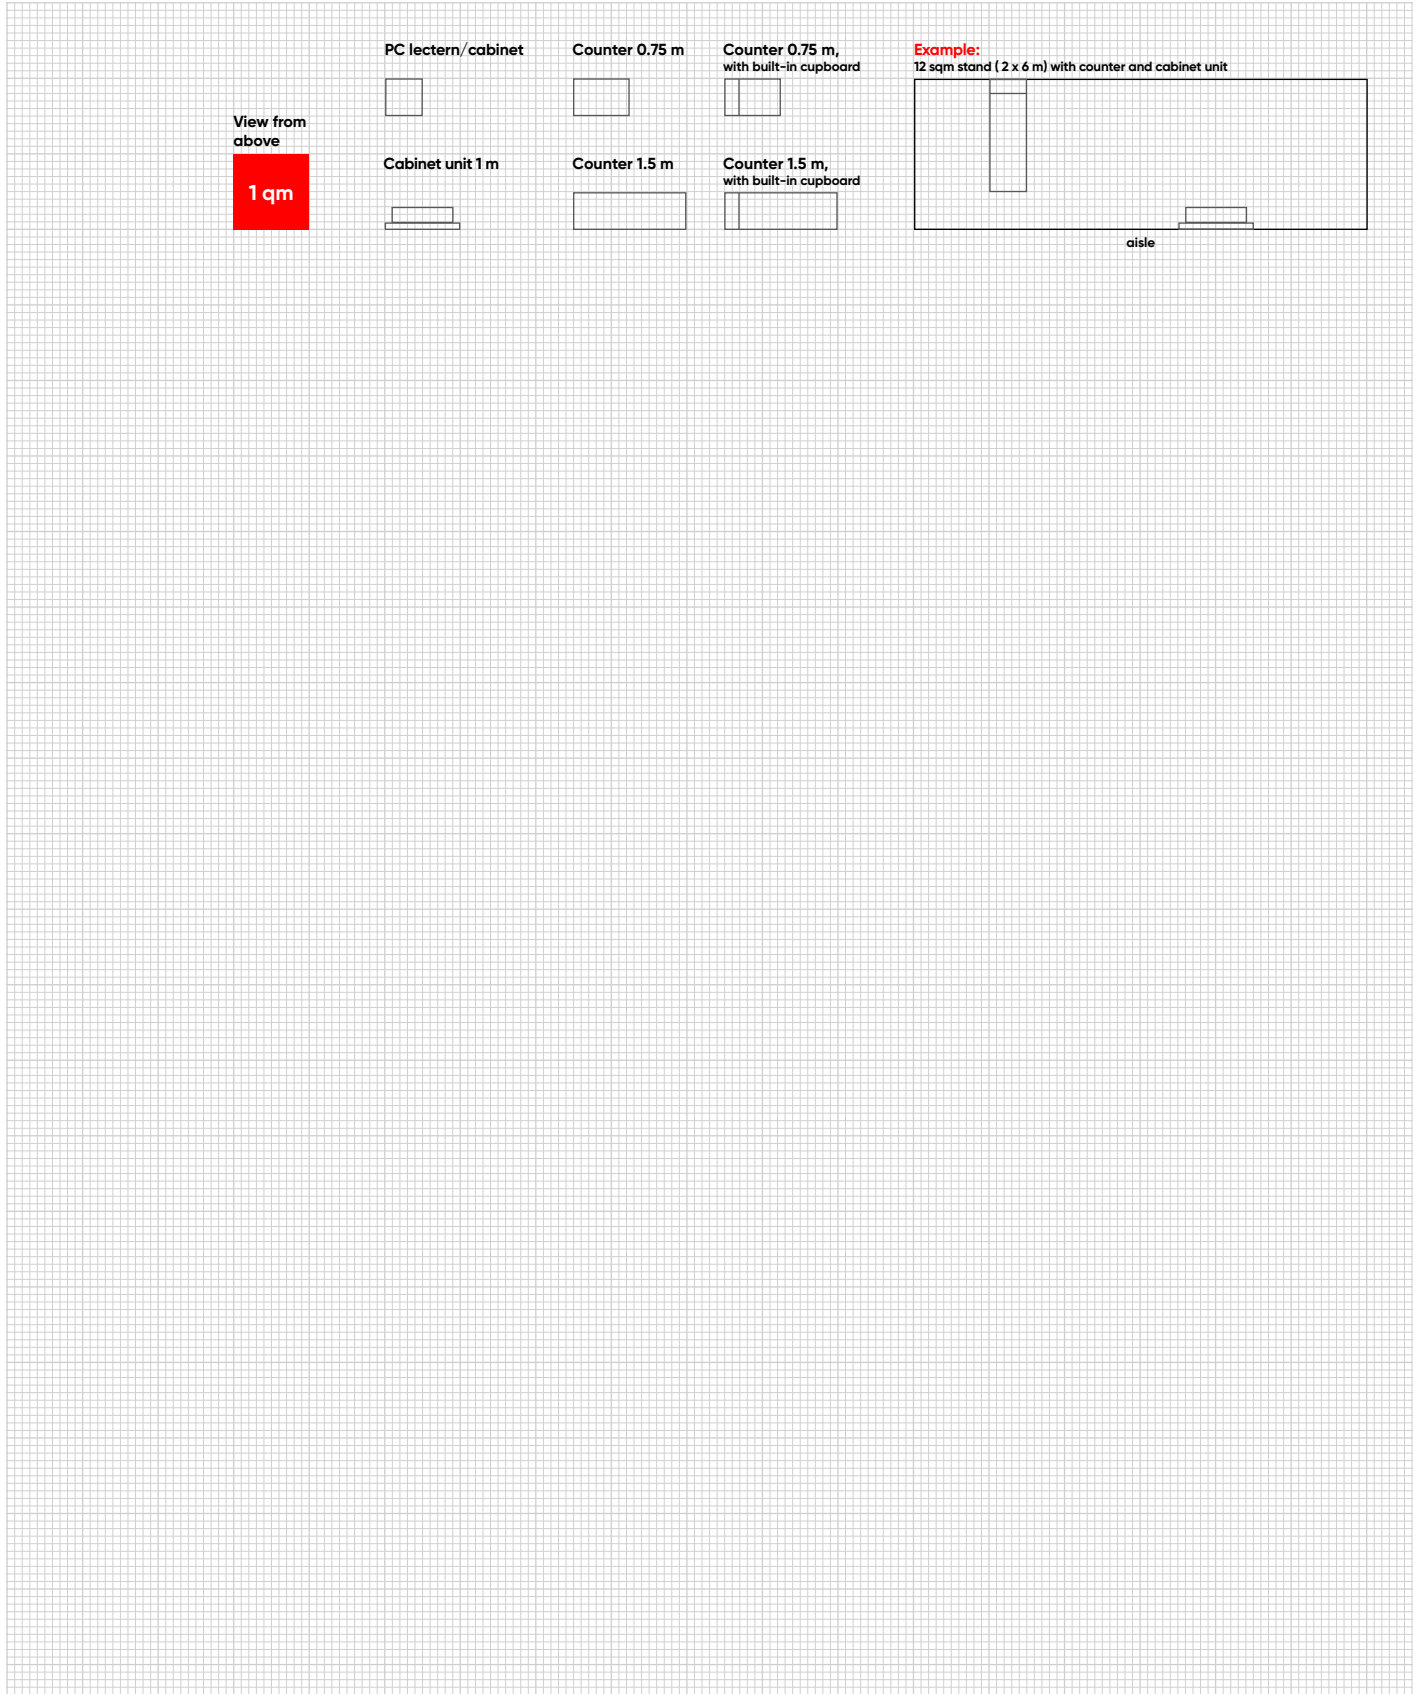 View from
above
1 qm
PC lectern/cabinet
Counter 0.75 m
Counter 0.75 m,
with built-in cupboard
Cabinet unit 1 m
Counter 1.5 m
Counter 1.5 m,
with built-in cupboard
Example:
12 sqm stand ( 2 x 6 m) with counter and cabinet unit
aisle